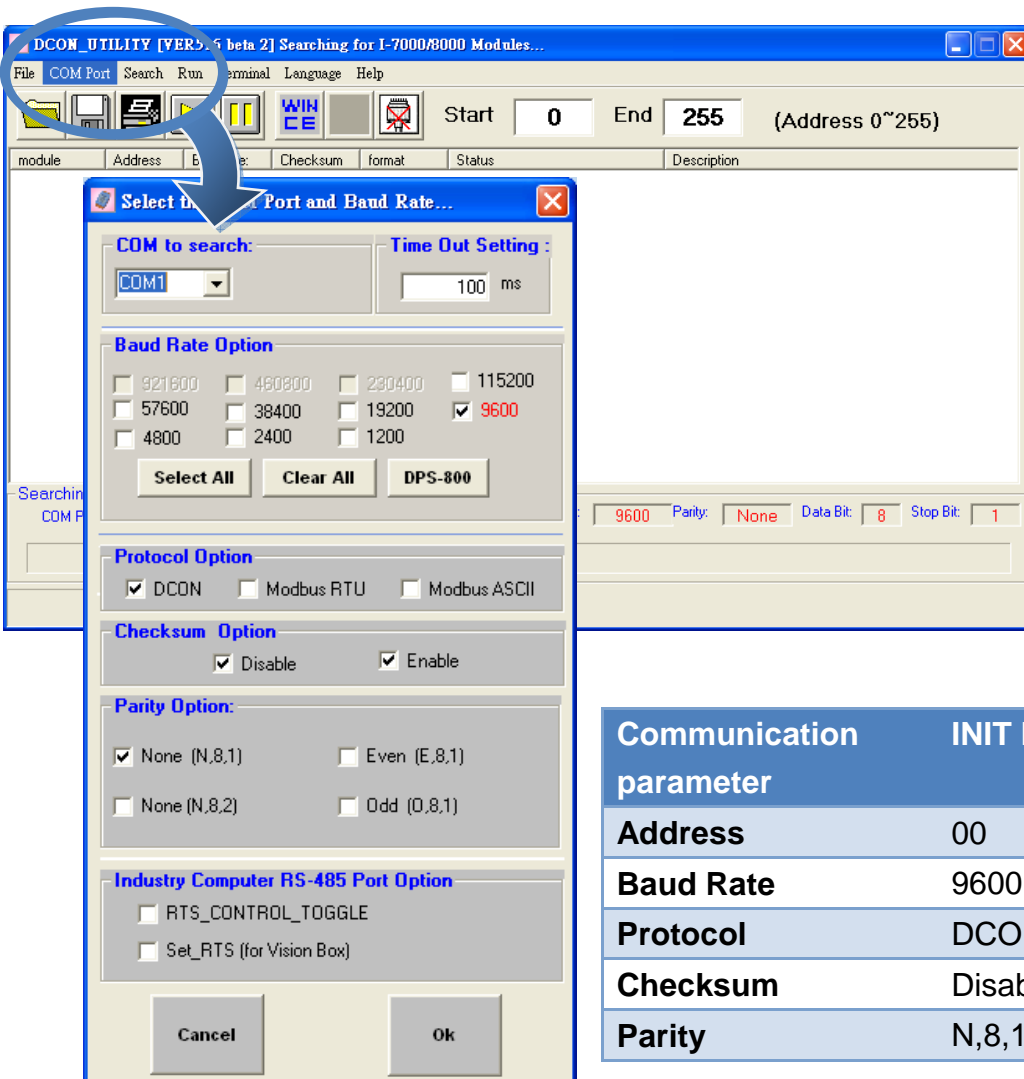 DCON_UTILITY [VER5.6 beta 2] Searching for I-7000/8000 Modules...
File COM Port Search Run Terminal Language Help
WIN CE Start 0 End 255 (Address 0~255)
module Address Checksum format Status Description
Select Port and Baud Rate...
COM to search: Time Out Setting :
COM1 100 ms
Baud Rate Option
921600 460800 230400 115200
57600 38400 19200 9600
4800 2400 1200
Select All Clear All DPS-800
Searchin
COM P
9600 Parity: None Data Bit: 8 Stop Bit: 1
Protocol Option
DCON Modbus RTU Modbus ASCII
Checksum Option
Disable Enable
Parity Option:
None (N,8,1) Even (E,8,1)
None (N,8,2) Odd (O,8,1)
Industry Computer RS-485 Port Option
RTS_CONTROL_TOGGLE
Set_RTS (for Vision Box)
Cancel Ok
Communication INIT
parameter
Address 00
Baud Rate 9600
Protocol DCO
Checksum Disab
Parity N,8,1